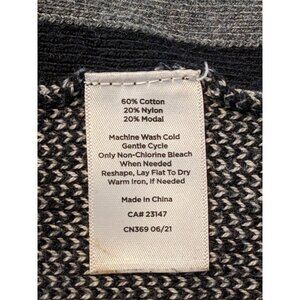 60% Cotton
20% Nylon
20% Modal
Machine Wash Cold
Gentle Cycle
Only Non-Chlorine Bleach
When Needed
Reshape, Lay Flat To Dry
Warm Iron, If Needed
Made in China
CA# 23147
CN369 06/21